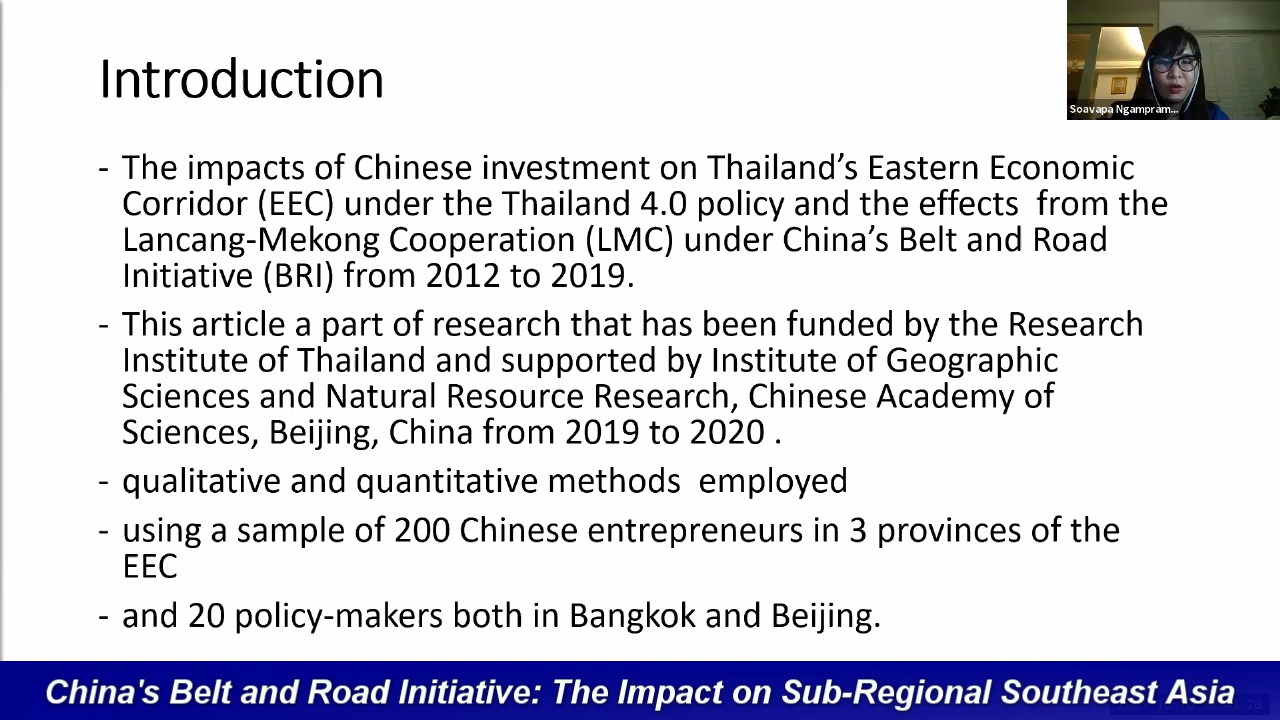 Introduction
Soavapa Ngampram...
- The impacts of Chinese investment on Thailand’s Eastern Economic
Corridor (EEC) under the Thailand 4.0 policy and the effects  from the
Lancang-Mekong Cooperation (LMC) under China’s Belt and Road
Initiative (BRI) from 2012 to 2019.
- This article a part of research that has been funded by the Research
Institute of Thailand and supported by Institute of Geographic
Sciences and Natural Resource Research, Chinese Academy of
Sciences, Beijing, China from 2019 to 2020 .
- qualitative and quantitative methods  employed
- using a sample of 200 Chinese entrepreneurs in 3 provinces of the
EEC
- and 20 policy-makers both in Bangkok and Beijing.
China's Belt and Road Initiative: The Impact on Sub-Regional Southeast Asia